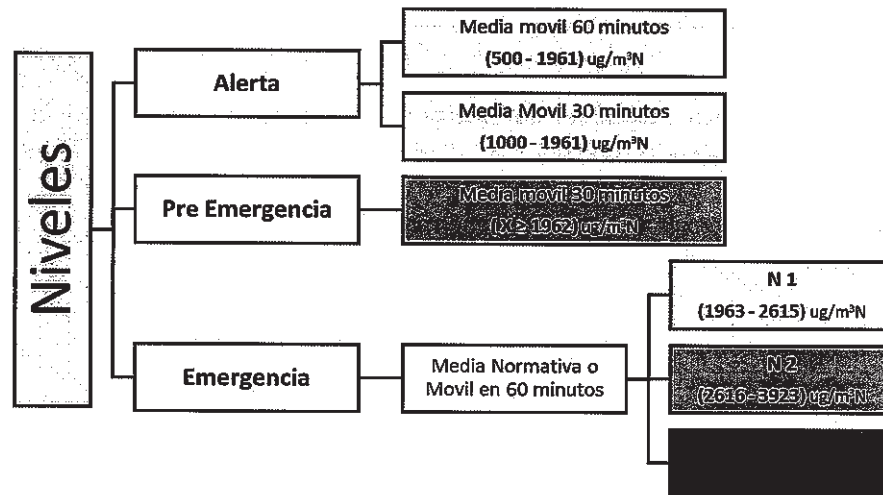 Niveles
Alerta
Media movil 60 minutos
(500 - 1961) ug/m³N
Media Movil 30 minutos
(1000 - 1961) ug/m³N
Pre Emergencia
Media movil 30 minutos
( X ≥ 1962) ug/m³N
Emergencia
Media Normativa o
Movil en 60 minutos
N 1
(1963 - 2615) ug/m³N
N 2
(2616 - 3923) ug/m³N